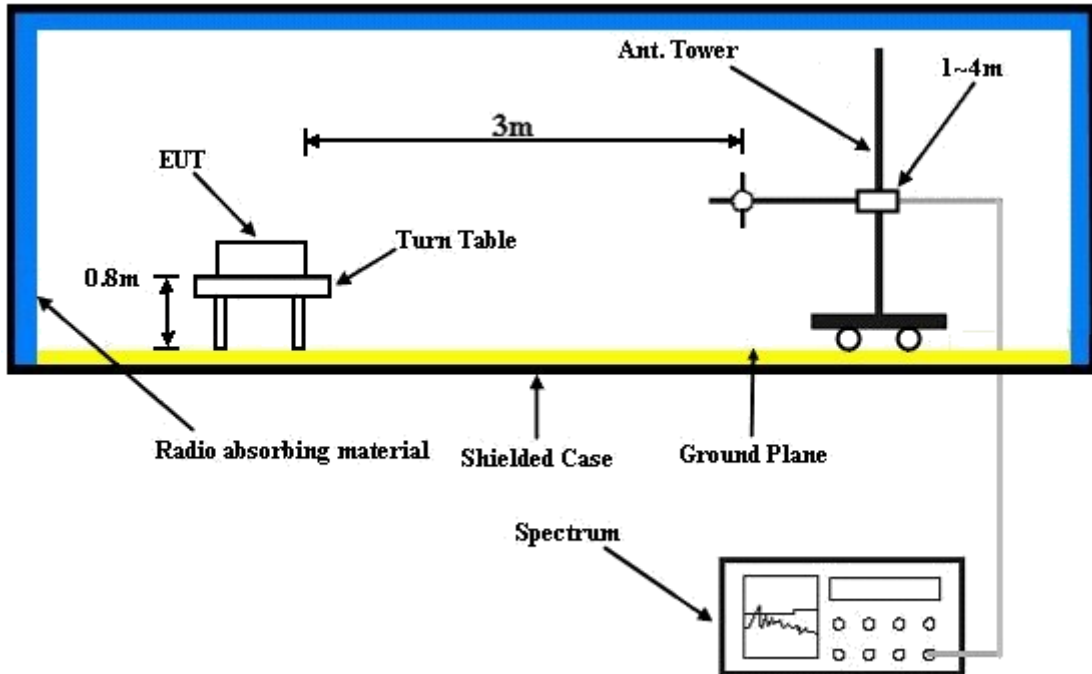 Ant. Tower
1~4m
3m
EUT
Turn Table
0.8m
Radio absorbing material
Shielded Case
Ground Plane
Spectrum